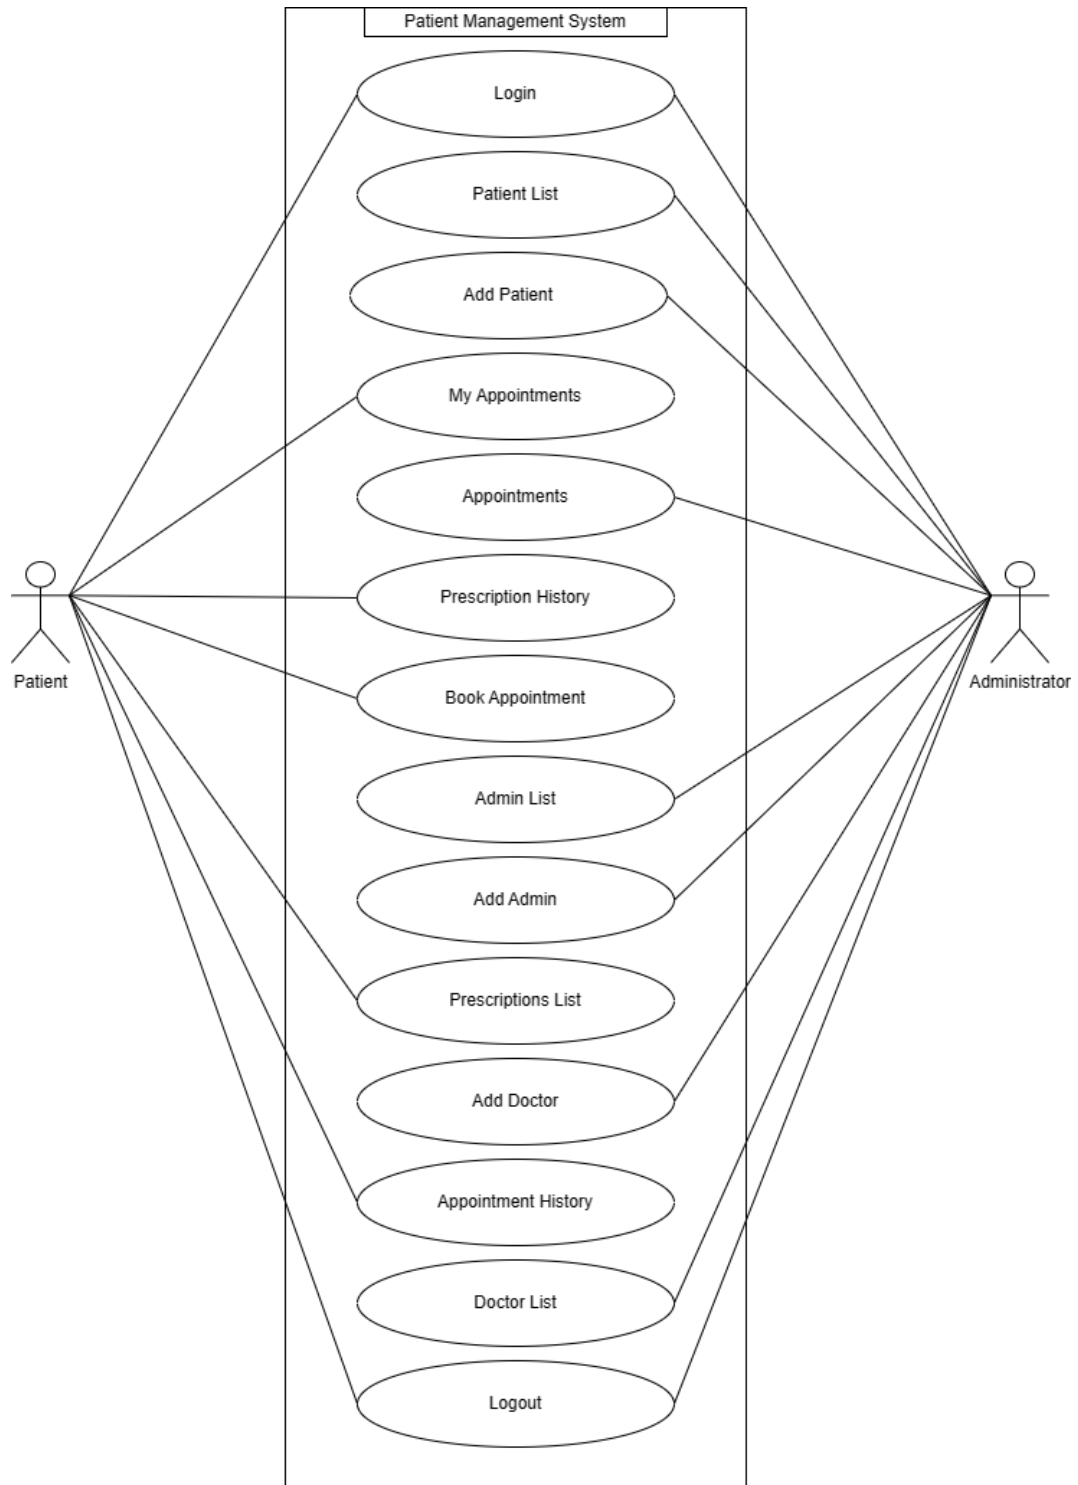 Patient Management System
Login
Patient List
Add Patient
My Appointments
Appointments
Prescription History
Patient
Administrator
Book Appointment
Admin List
Add Admin
Prescriptions List
Add Doctor
Appointment History
Doctor List
Logout